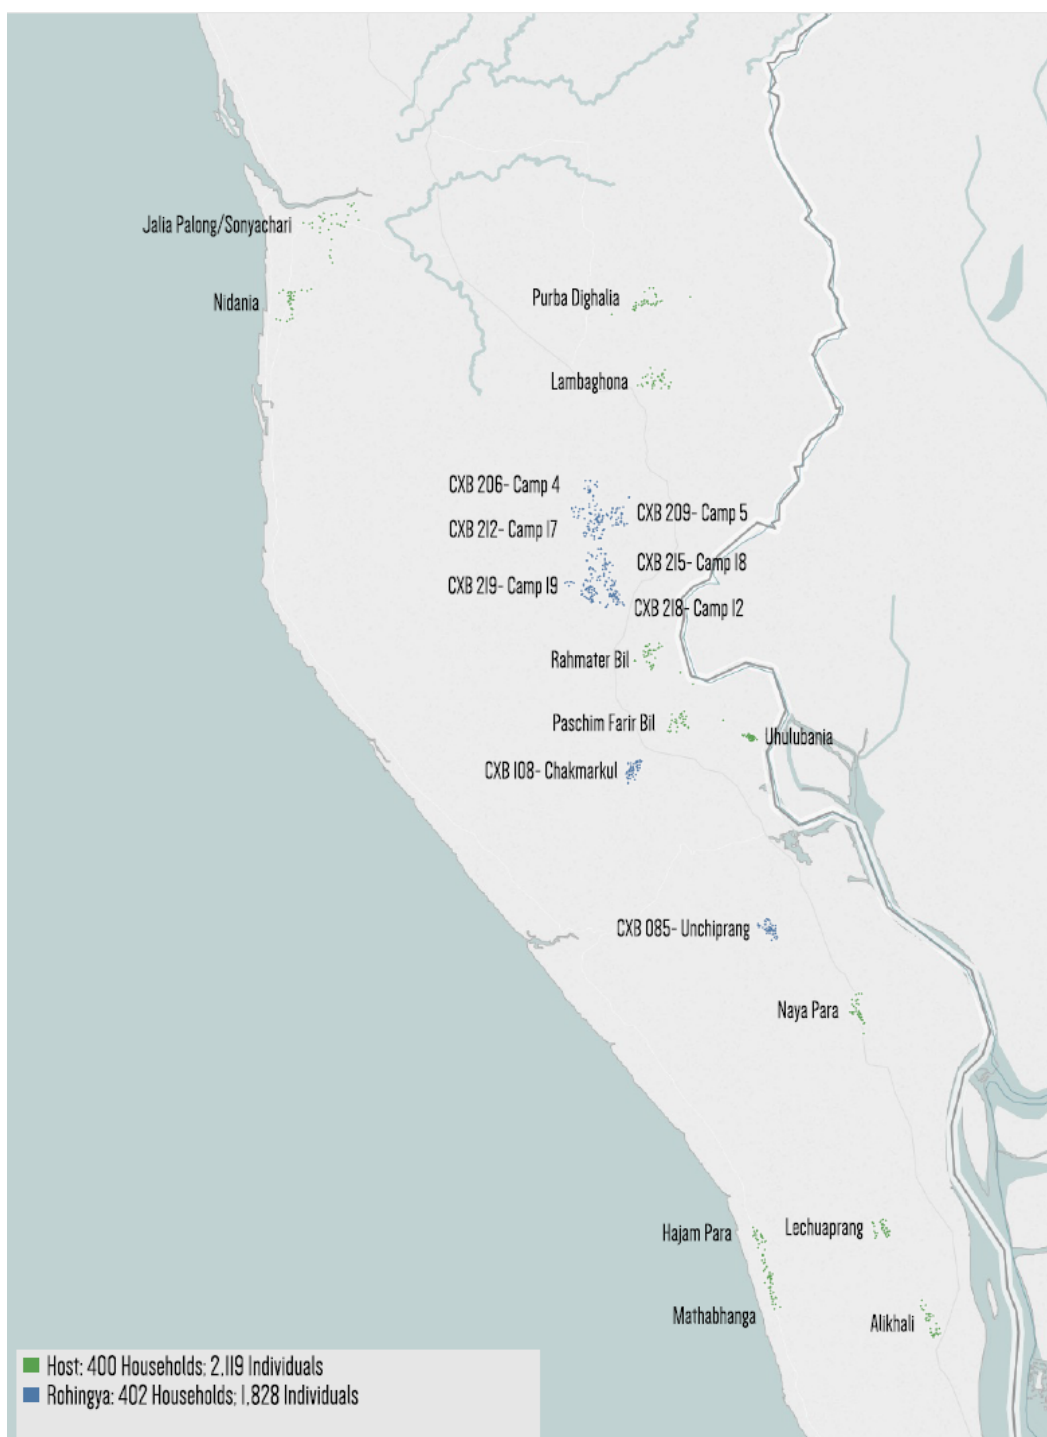 Jalia Palong/Sonyachari
Nidania
Purba Dighalia
Lambaghona
CXB 206- Camp 4
CXB 209- Camp 5
CXB 212- Camp 17
CXB 215- Camp 18
CXB 219- Camp 19
CXB 218- Camp 12
Rahmater Bil
Paschim Farir Bil
Uhulubania
CXB 108- Chakmarkul
CXB 085- Unchiprang
Naya Para
Hajam Para
Lechuaprang
Mathabhanga
Alikhali
Host: 400 Households; 2,119 Individuals
Rohingya: 402 Households; 1,828 Individuals